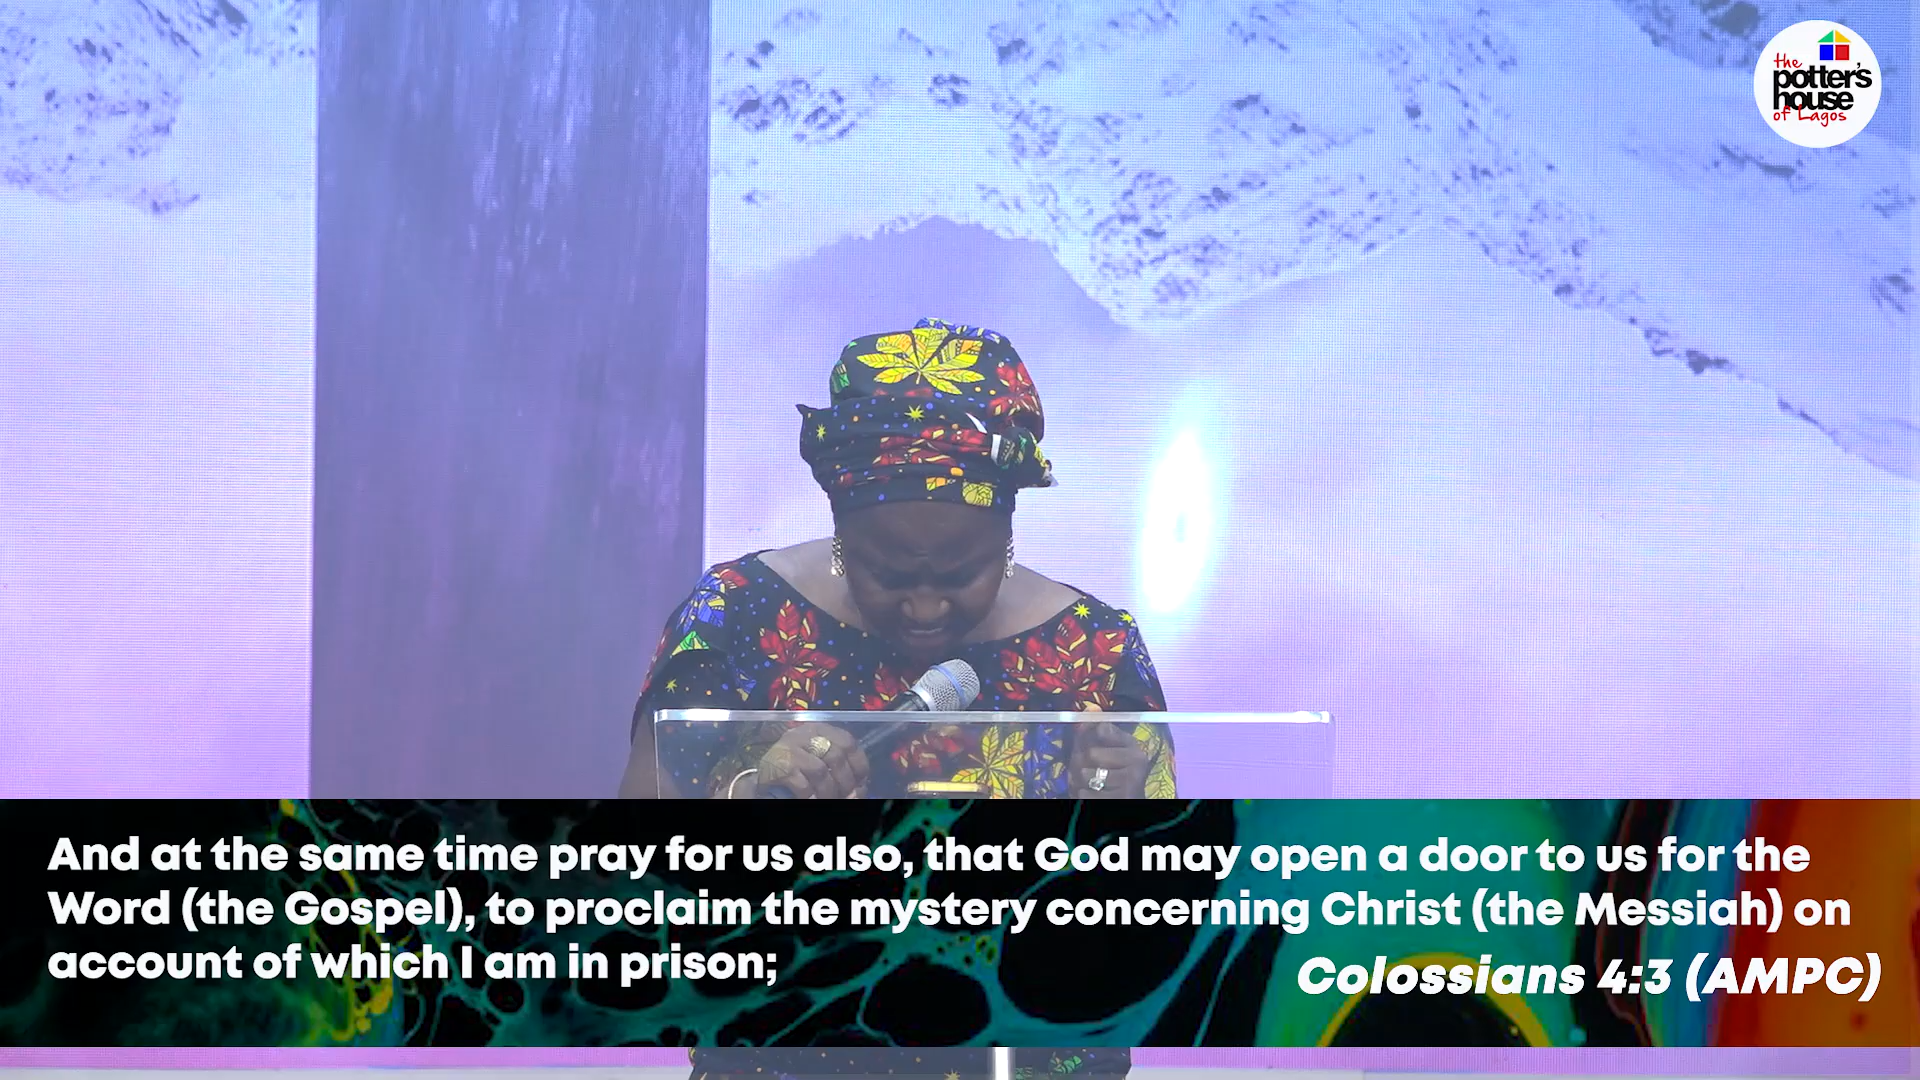 the
potter's
house
of Lagos
And at the same time pray for us also, that God may open a door to us for the
Word (the Gospel), to proclaim the mystery concerning Christ (the Messiah) on
account of which I am in prison;
Colossians 4:3 (AMPC)